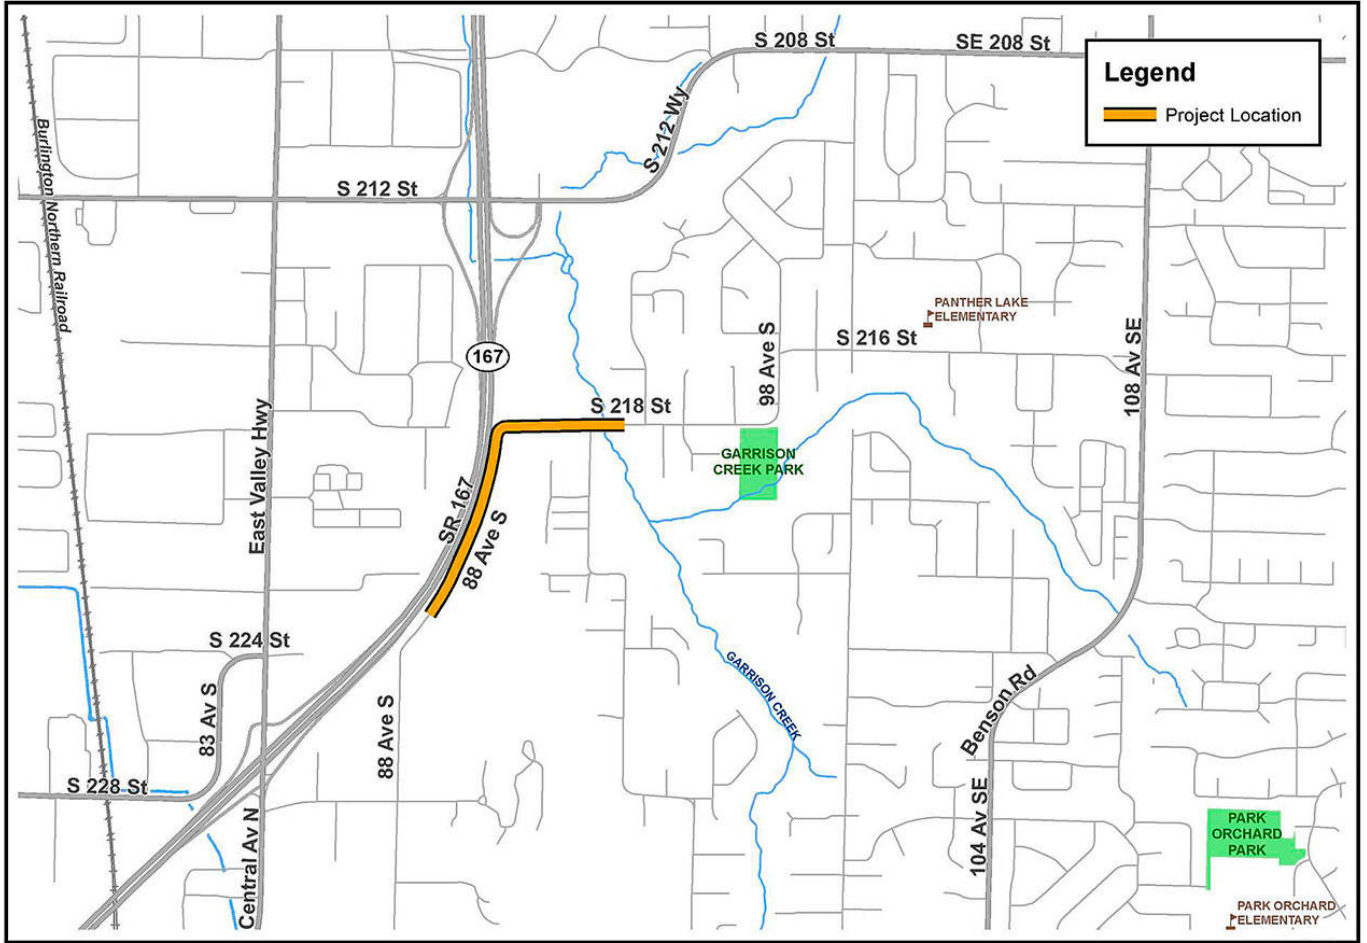 S 208 St
SE 208 St
Legend
Project Location
S 212 Wy
Burlington Northern Railroad
S 212 St
PANTHER LAKE
ELEMENTARY
S 216 St
98 Ave S
108 Av SE
167
S 218 St
East Valley Hwy
GARRISON
CREEK PARK
SR 167
88 Ave S
S 224 St
GARRISON CREEK
83 Av S
88 Ave S
Benson Rd
S 228 St
104 Av SE
Central Av N
PARK
ORCHARD
PARK
PARK ORCHARD
ELEMENTARY